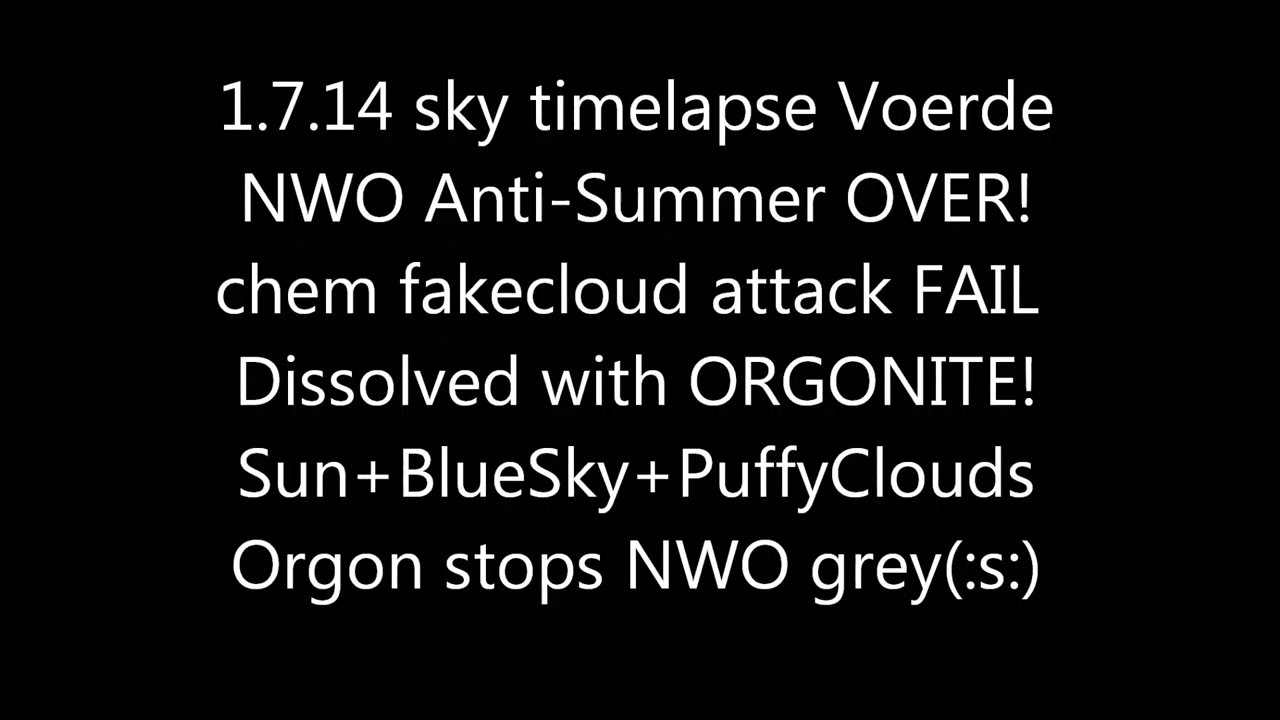 1.7.14 sky timelapse Voerde
NWO Anti-Summer OVER!
chem fakecloud attack FAIL
Dissolved with ORGONITE!
Sun+BlueSky+PuffyClouds
Orgon stops NWO grey(:s:)